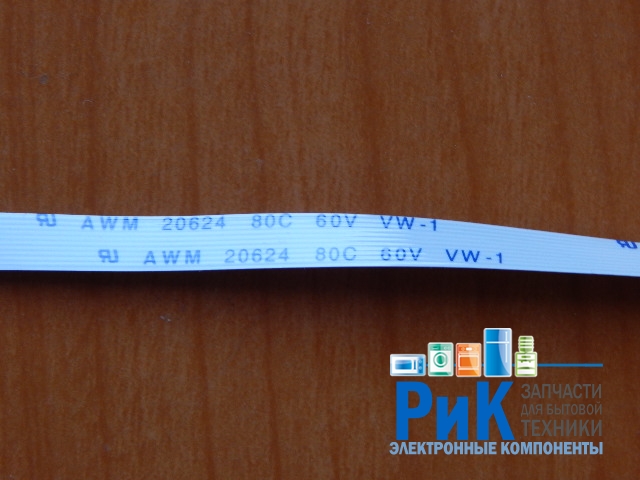 AWM 20624 80C 60V VW-1
AWM 20624 80C 60V VW-1
РиК
ЗАПЧАСТИ
ДЛЯ БЫТОВОЙ
ТЕХНИКИ
ЭЛЕКТРОННЫЕ КОМПОНЕНТЫ